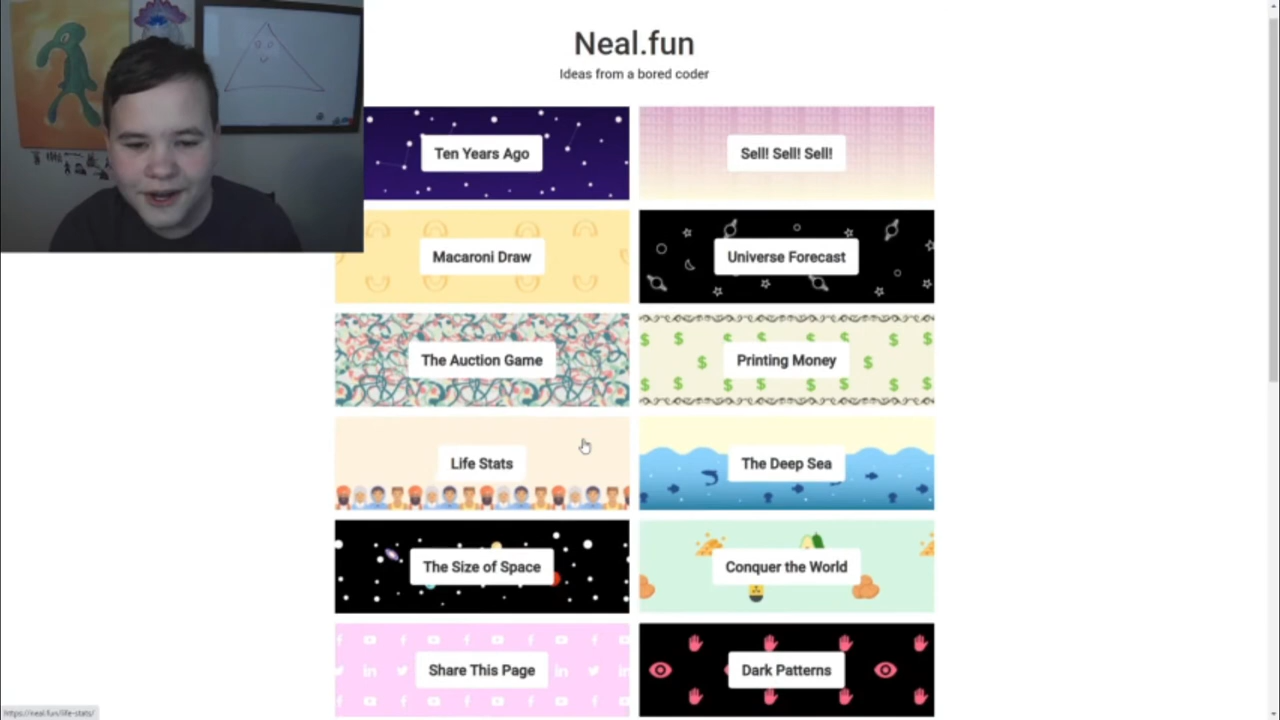 Neal.fun
Ideas from a bored coder
Ten Years Ago
Sell! Sell! Sell!
Macaroni Draw
Universe Forecast
The Auction Game
Printing Money
Life Stats
The Deep Sea
The Size of Space
Conquer the World
Share This Page
Dark Patterns
https://neal.fun/life-stats/